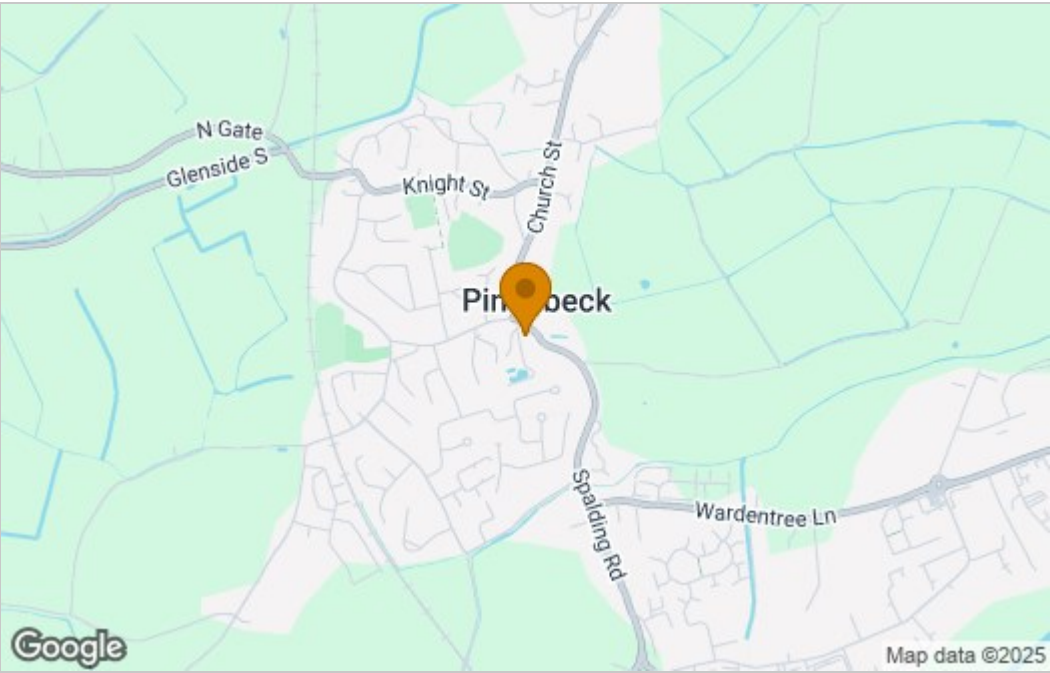 N Gate
Glenside S
Knight St
Church St
Pin beck
Spalding Rd
Wardentree Ln
Google
Map data ©2025